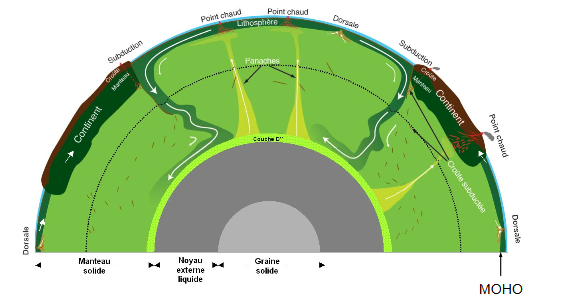 Point chaud
Point chaud
Dorsale
Lithosphère
Subduction
Subduction
Croûte
Manteau
Continent
Panaches
Croûte
Manteau
Continent
Point chaud
Couche D"
Croûte subductée
Dorsale
Dorsale
Manteau
solide
Noyau
externe
liquide
Graine
solide
MOHO